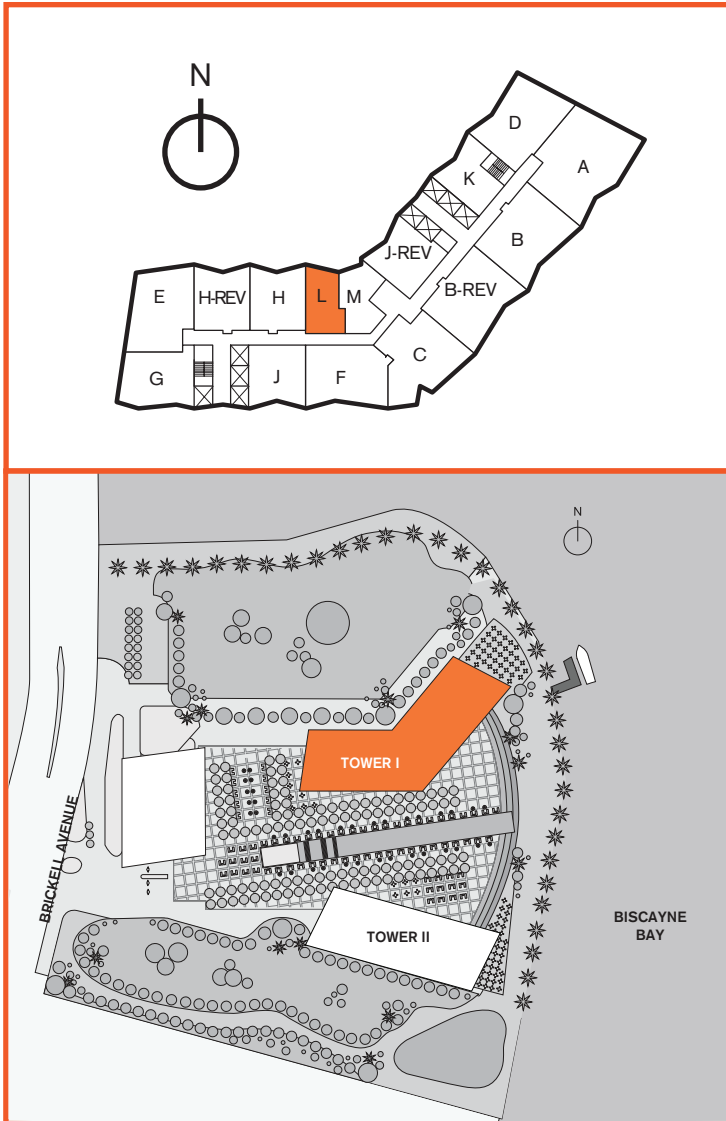 N
D
A
K
B
J-REV
B-REV
E
H-REV
H
L
M
C
G
J
F
N
TOWER I
BRICKELL AVENUE
TOWER II
BISCAYNE
BAY